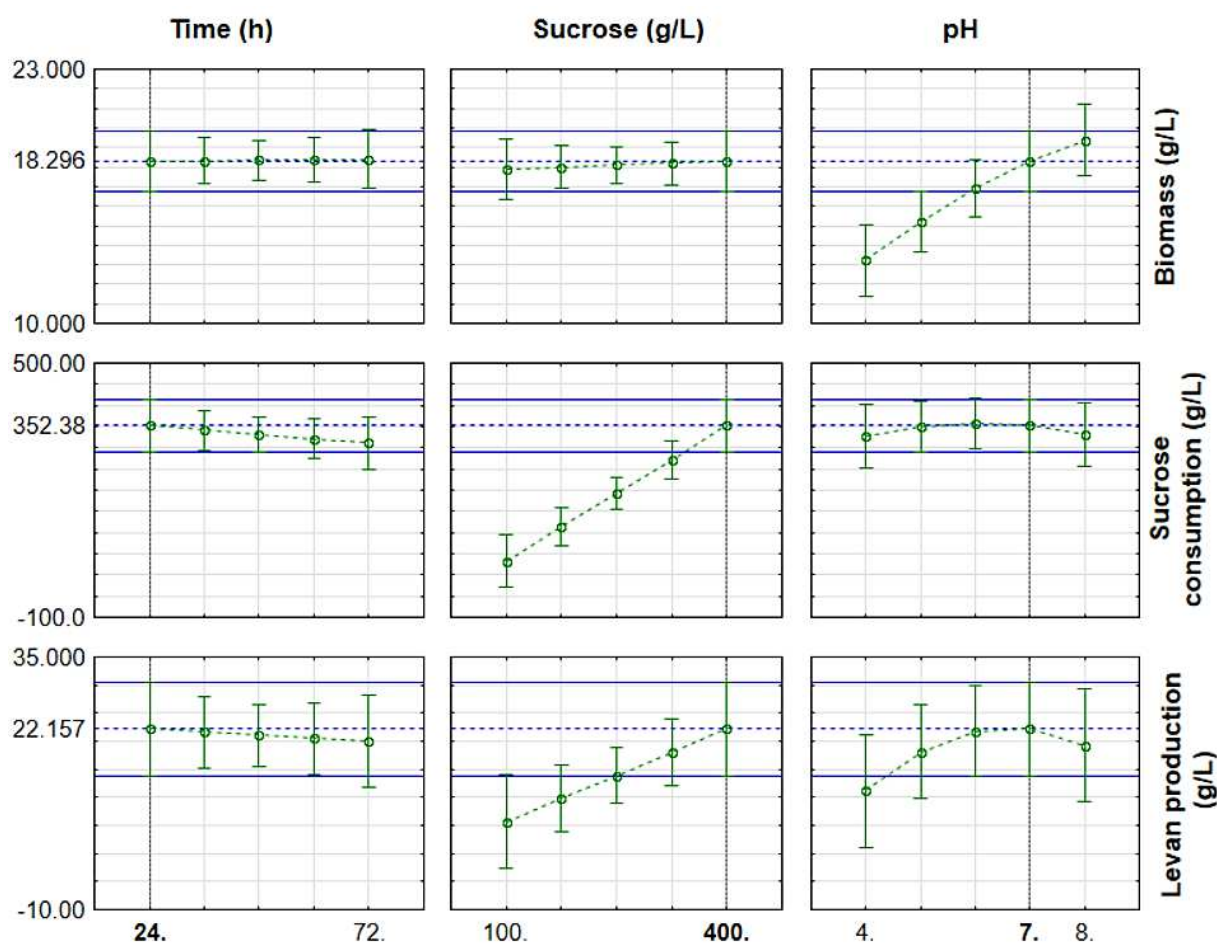 Time (h)
Sucrose (g/L)
pH
23.000
18.296
10.000
Biomass (g/L)
500.00
352.38
-100.0
Sucrose
consumption (g/L)
35.000
22.157
-10.00
Levan production
(g/L)
24.
72.
100.
400.
4.
7.
8.